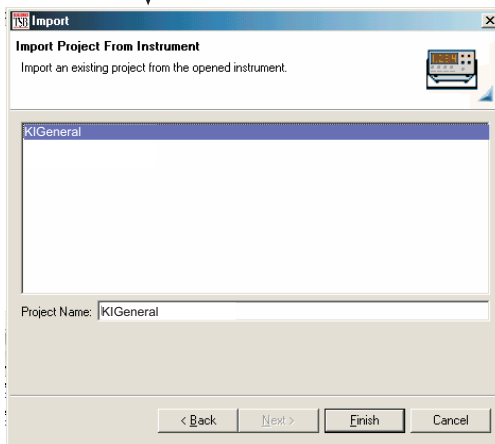 TSB Import
Import Project From Instrument
Import an existing project from the opened instrument.
KIGeneral
Project Name: KIGeneral
< Back Next > Finish Cancel